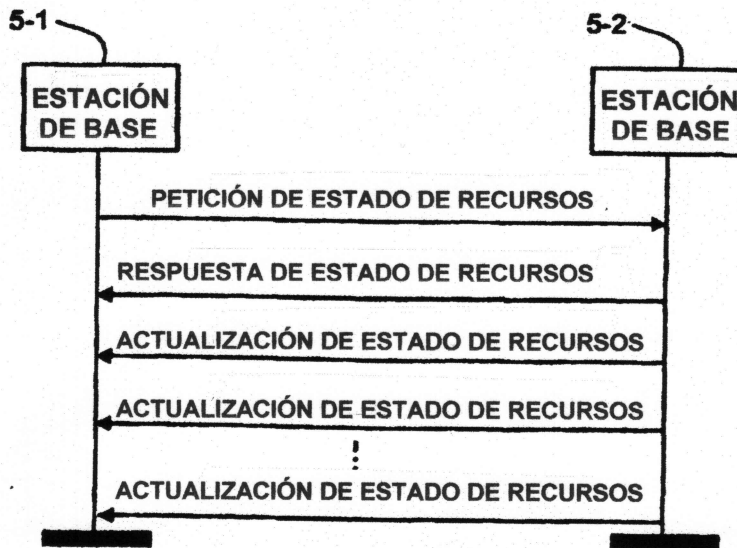 5-1
5-2
ESTACIÓN
DE BASE
ESTACIÓN
DE BASE
PETICIÓN DE ESTADO DE RECURSOS
RESPUESTA DE ESTADO DE RECURSOS
ACTUALIZACIÓN DE ESTADO DE RECURSOS
ACTUALIZACIÓN DE ESTADO DE RECURSOS
ACTUALIZACIÓN DE ESTADO DE RECURSOS